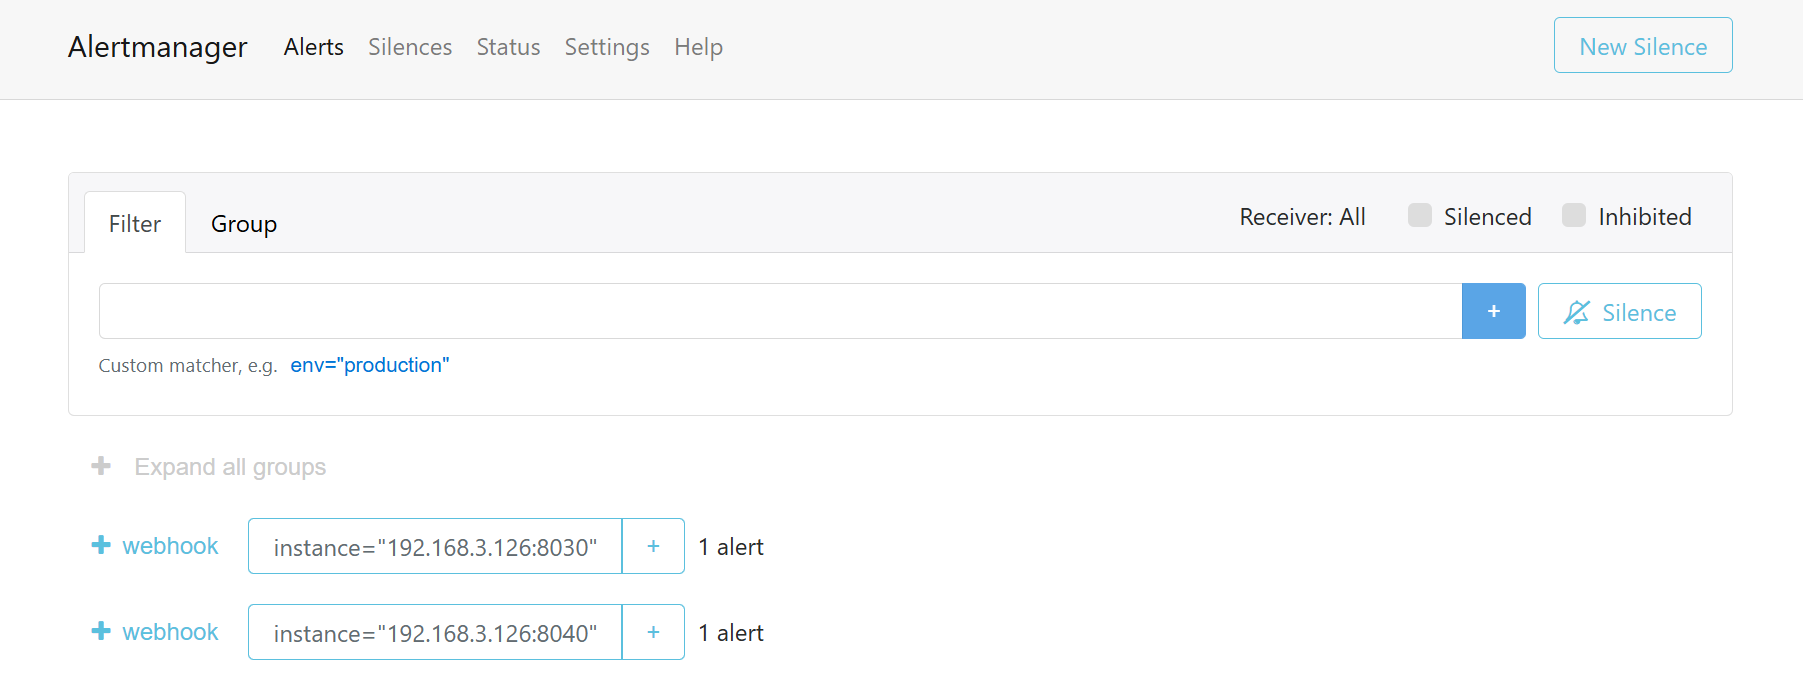 Alertmanager Alerts Silences Status Settings Help New Silence
Filter Group Receiver: All Silenced Inhibited
+ Silence
Custom matcher, e.g. env="production"
+ Expand all groups
+ webhook instance="192.168.3.126:8030" + 1 alert
+ webhook instance="192.168.3.126:8040" + 1 alert